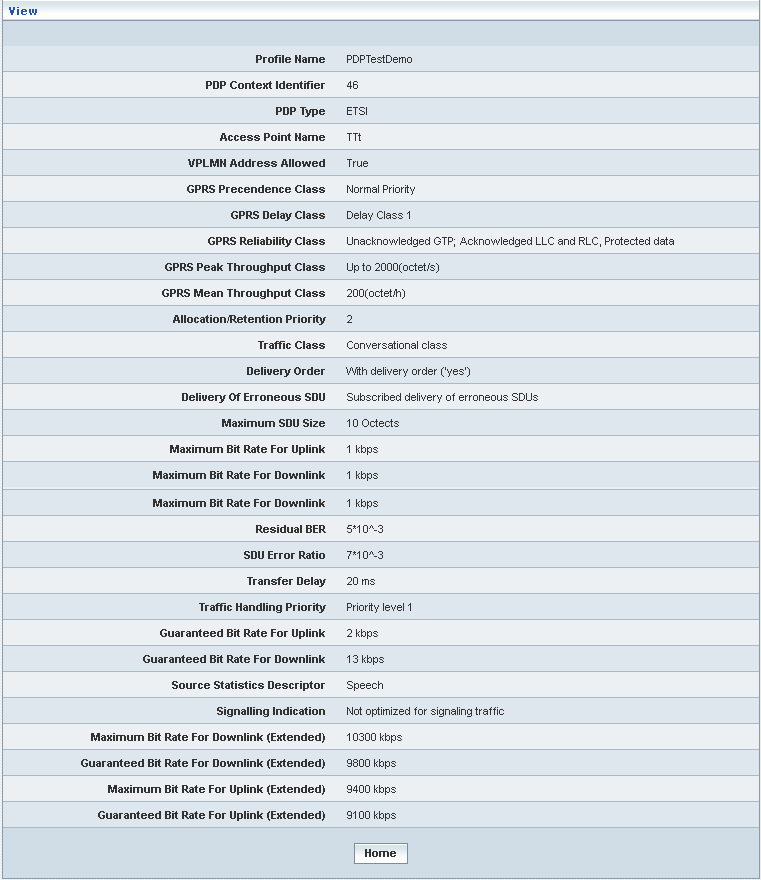 View
Profile Name PDPTestDemo
PDP Context Identifier 46
PDP Type ETSI
Access Point Name TTt
VPLMN Address Allowed True
GPRS Precendence Class Normal Priority
GPRS Delay Class Delay Class 1
GPRS Reliability Class Unacknowledged GTP; Acknowledged LLC and RLC, Protected data
GPRS Peak Throughput Class Up to 2000(octet/s)
GPRS Mean Throughput Class 200(octet/h)
Allocation/Retention Priority 2
Traffic Class Conversational class
Delivery Order With delivery order ('yes')
Delivery Of Erroneous SDU Subscribed delivery of erroneous SDUs
Maximum SDU Size 10 Octects
Maximum Bit Rate For Uplink 1 kbps
Maximum Bit Rate For Downlink 1 kbps
Maximum Bit Rate For Downlink 1 kbps
Residual BER 5*10^-3
SDU Error Ratio 7*10^-3
Transfer Delay 20 ms
Traffic Handling Priority Priority level 1
Guaranteed Bit Rate For Uplink 2 kbps
Guaranteed Bit Rate For Downlink 13 kbps
Source Statistics Descriptor Speech
Signalling Indication Not optimized for signaling traffic
Maximum Bit Rate For Downlink (Extended) 10300 kbps
Guaranteed Bit Rate For Downlink (Extended) 9800 kbps
Maximum Bit Rate For Uplink (Extended) 9400 kbps
Guaranteed Bit Rate For Uplink (Extended) 9100 kbps
Home